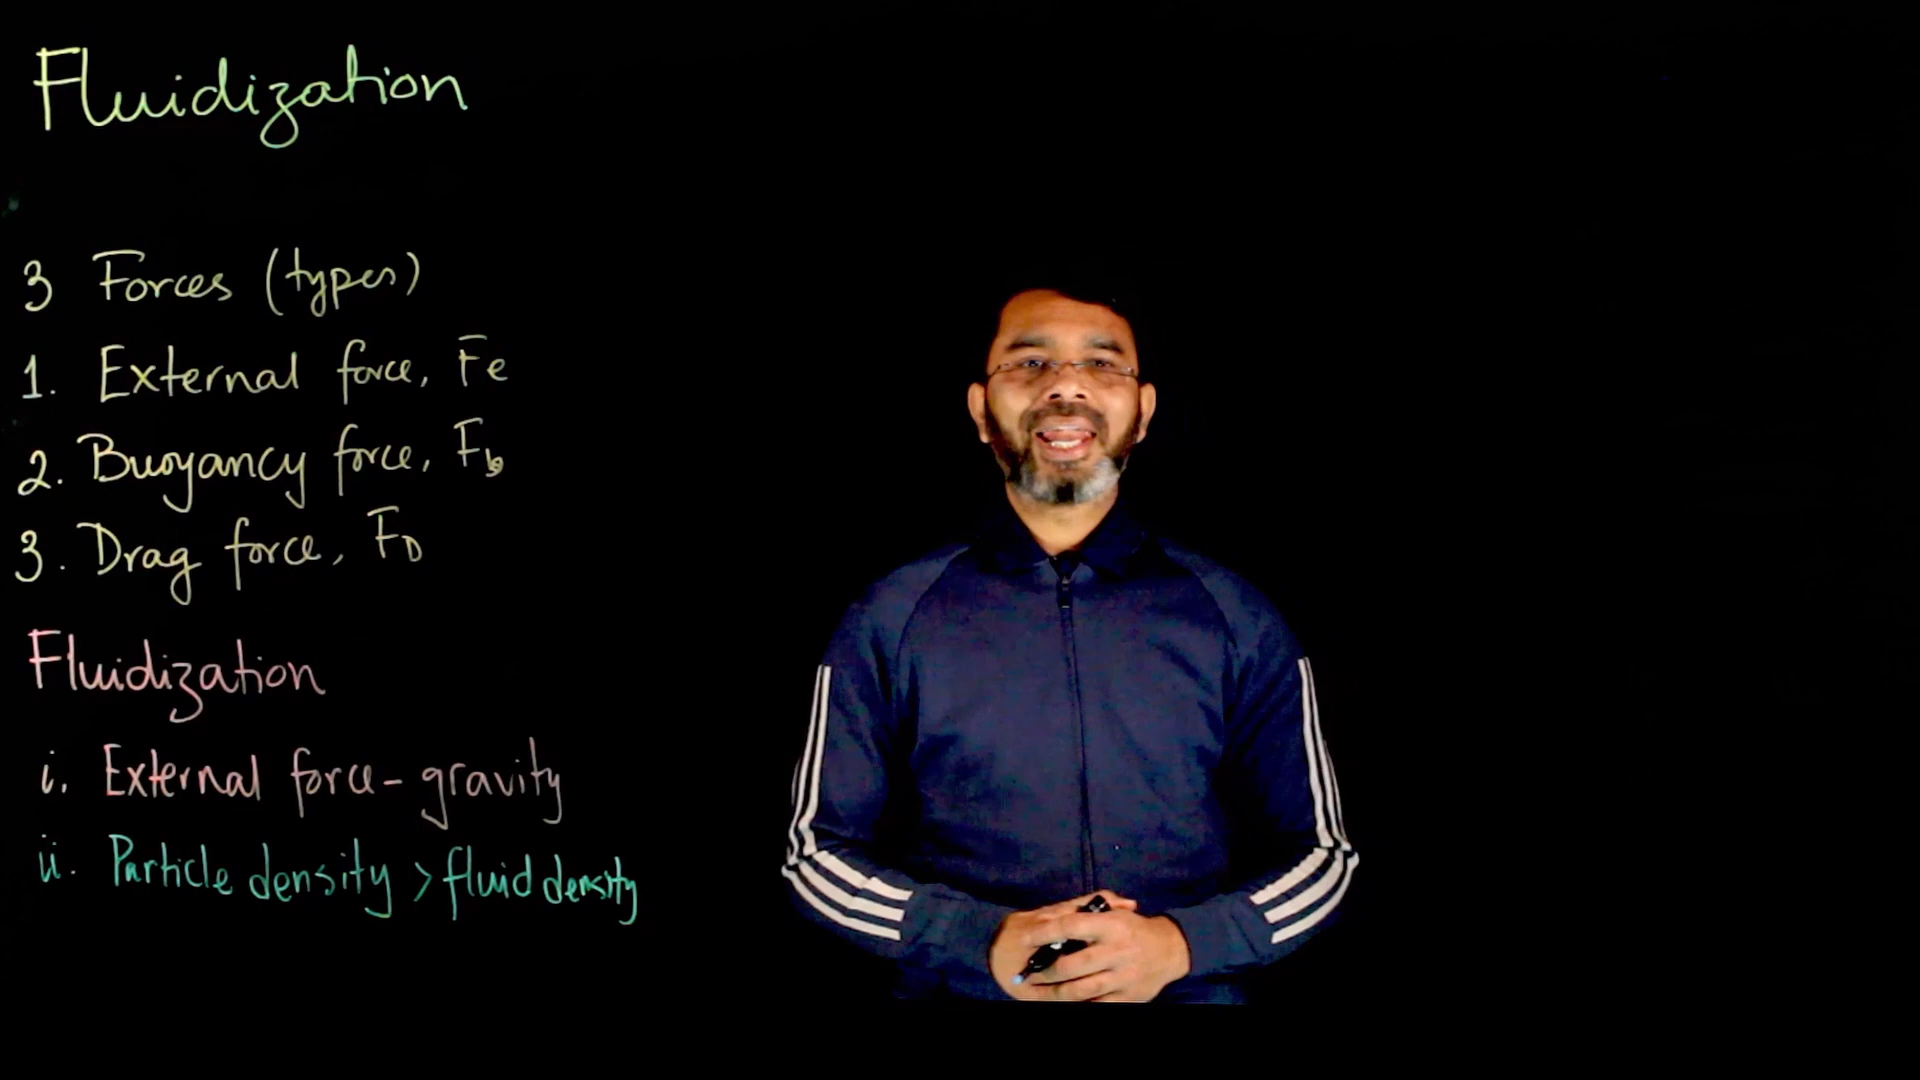 Fluidization
3 Forces (types)
1. External force, Fe
2. Buoyancy force, Fb
3. Drag force, FD
Fluidization
i. External force - gravity
ii. Particle density > fluid density